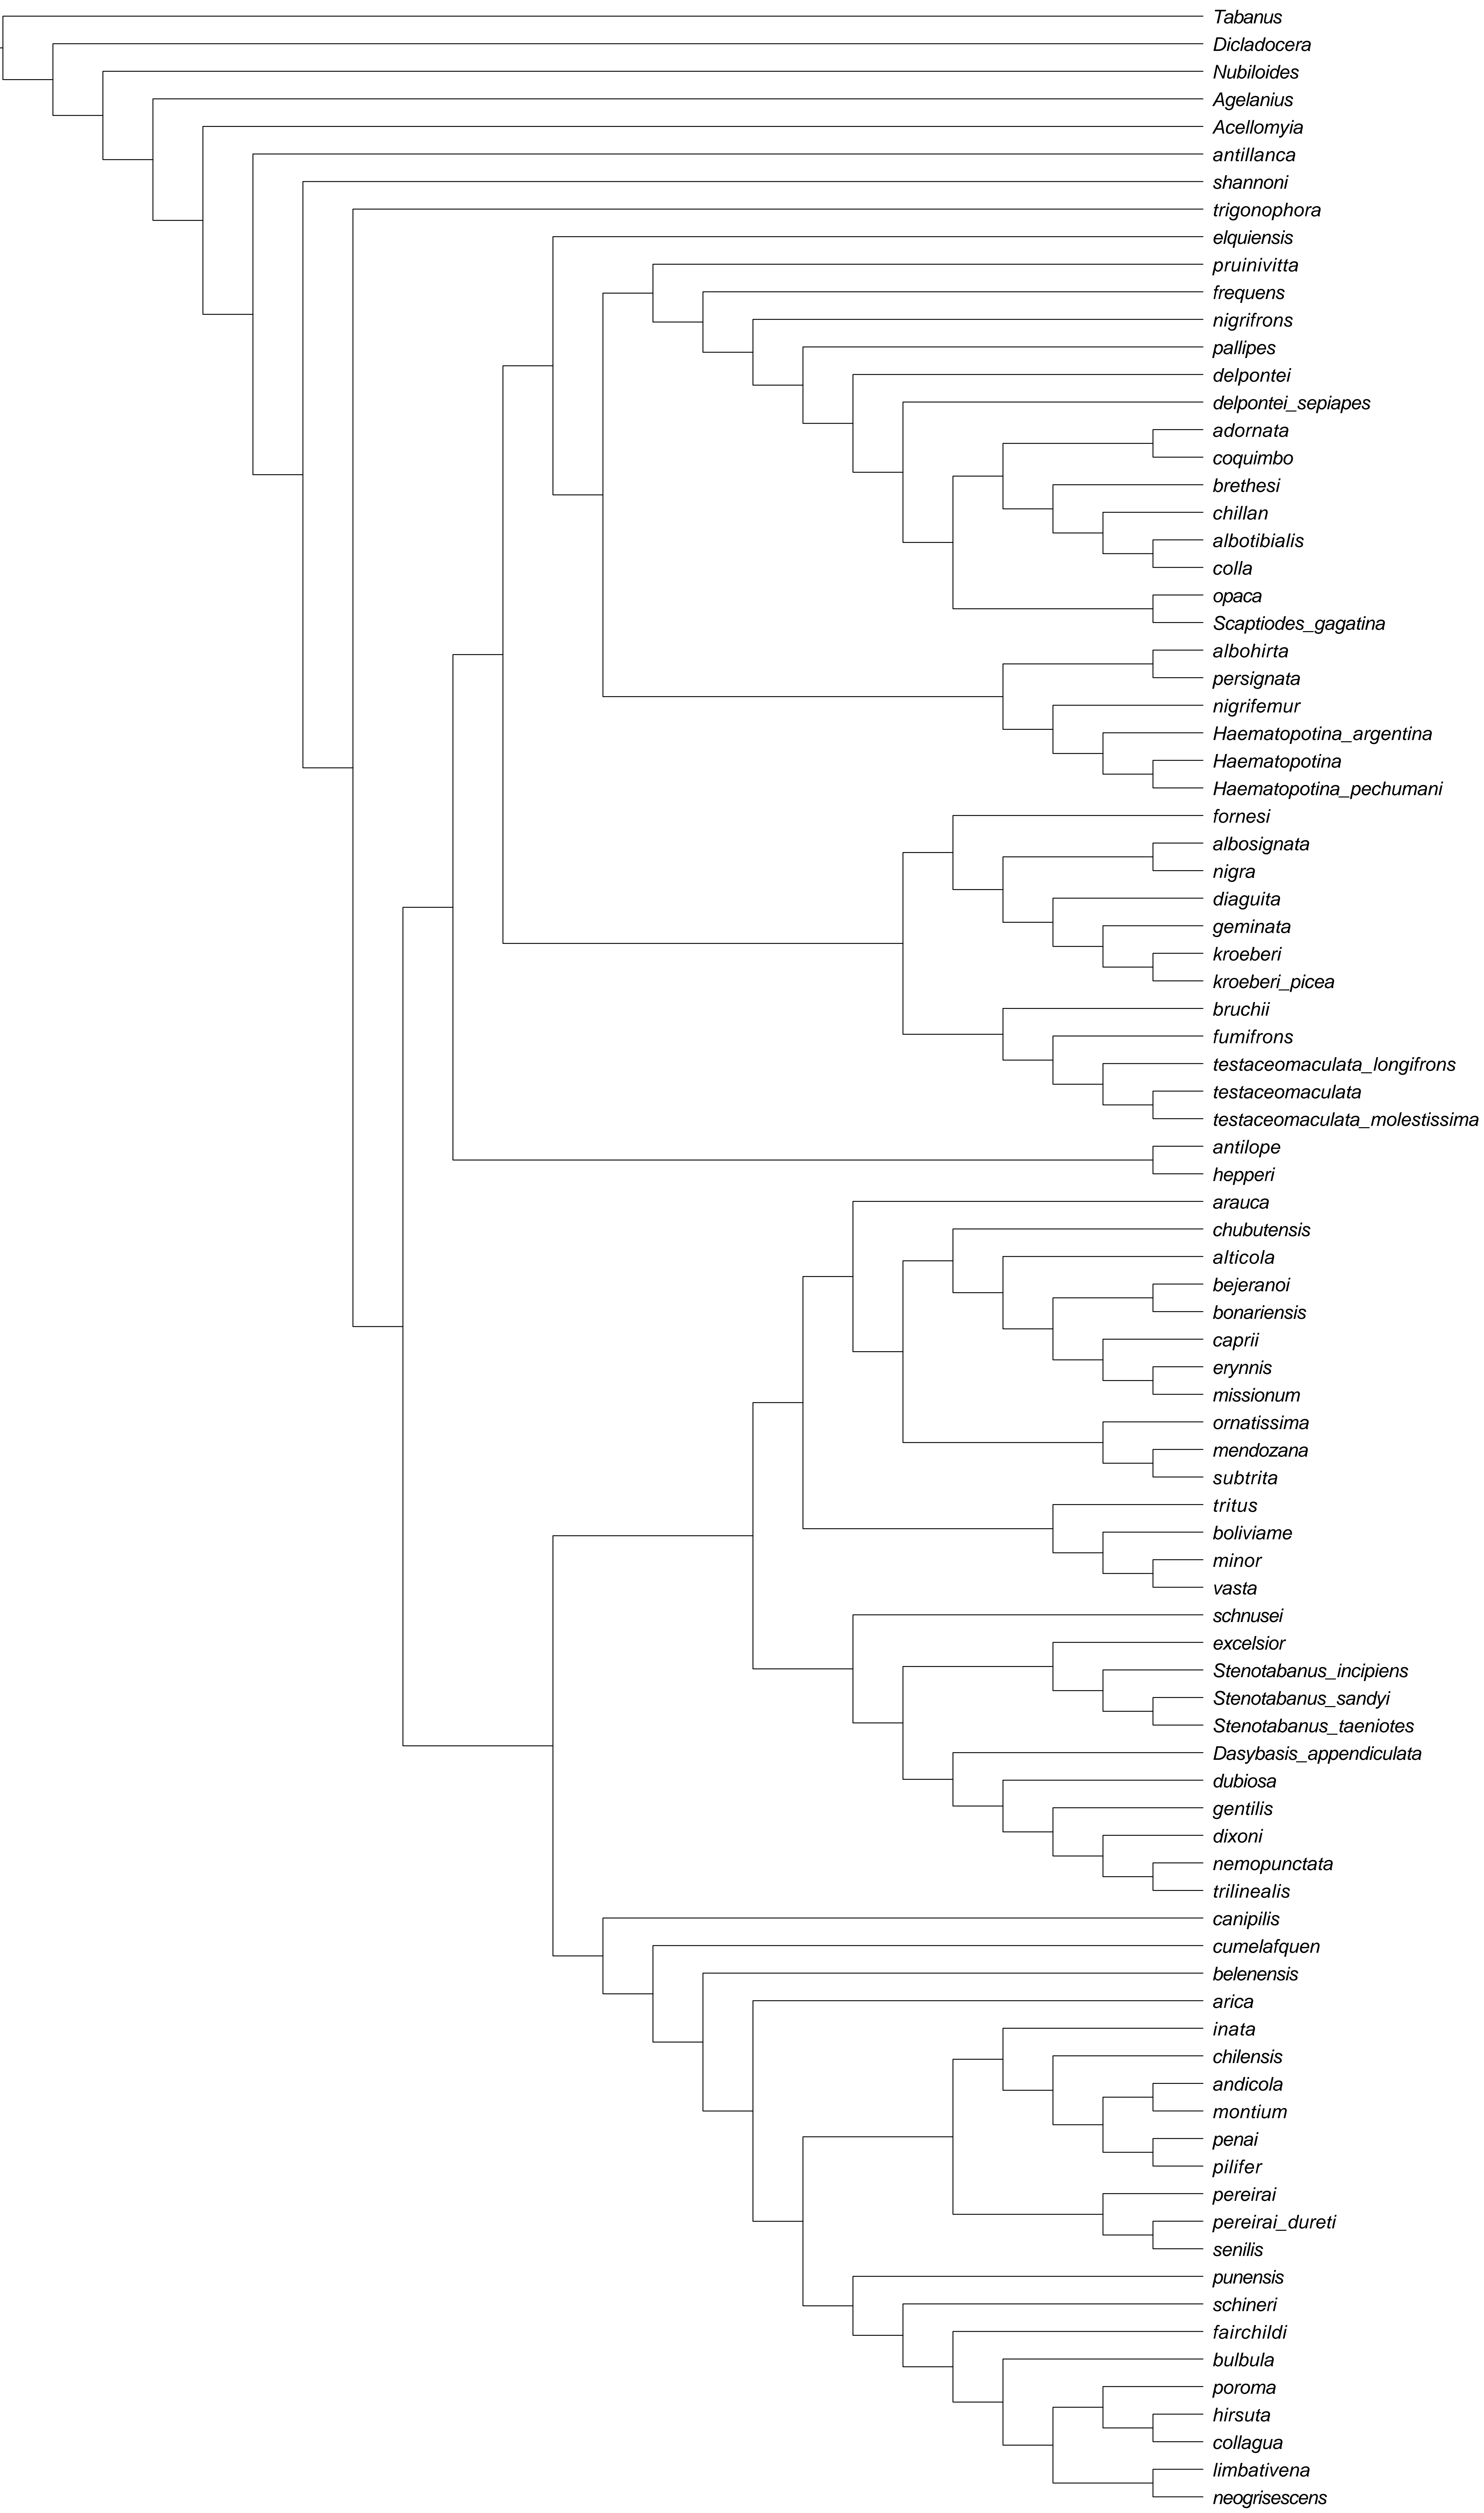 Tabanus
Dicladocera
Nubiloides
Agelanius
Acellomyia
antillanca
shannoni
trigonophora
elquiensis
pruinivitta
frequens
nigrifrons
pallipes
delpontei
delpontei_sepiapes
adornata
coquimbo
brethesi
chillan
albotibialis
colla
opaca
Scaptiodes_gagatina
albohirta
persignata
nigrifemur
Haematopotina_argentina
Haematopotina
Haematopotina_pechumani
fornesi
albosignata
nigra
diaguita
geminata
kroeberi
kroeberi_picea
bruchii
fumifrons
testaceomaculata_longifrons
testaceomaculata
testaceomaculata_molestissima
antilope
hepperi
arauca
chubutensis
alticola
bejeranoi
bonariensis
caprii
erynnis
missionum
ornatissima
mendozana
subtrita
tritus
boliviame
minor
vasta
schnusei
excelsior
Stenotabanus_incipiens
Stenotabanus_sandyi
Stenotabanus_taeniotes
Dasybasis_appendiculata
dubiosa
gentilis
dixoni
nemopunctata
trilinealis
canipilis
cumelafquen
belenensis
arica
inata
chilensis
andicola
montium
penai
pilifer
pereirai
pereirai_dureti
senilis
punensis
schineri
fairchildi
bulbula
poroma
hirsuta
collagua
limbativena
neogrisescens